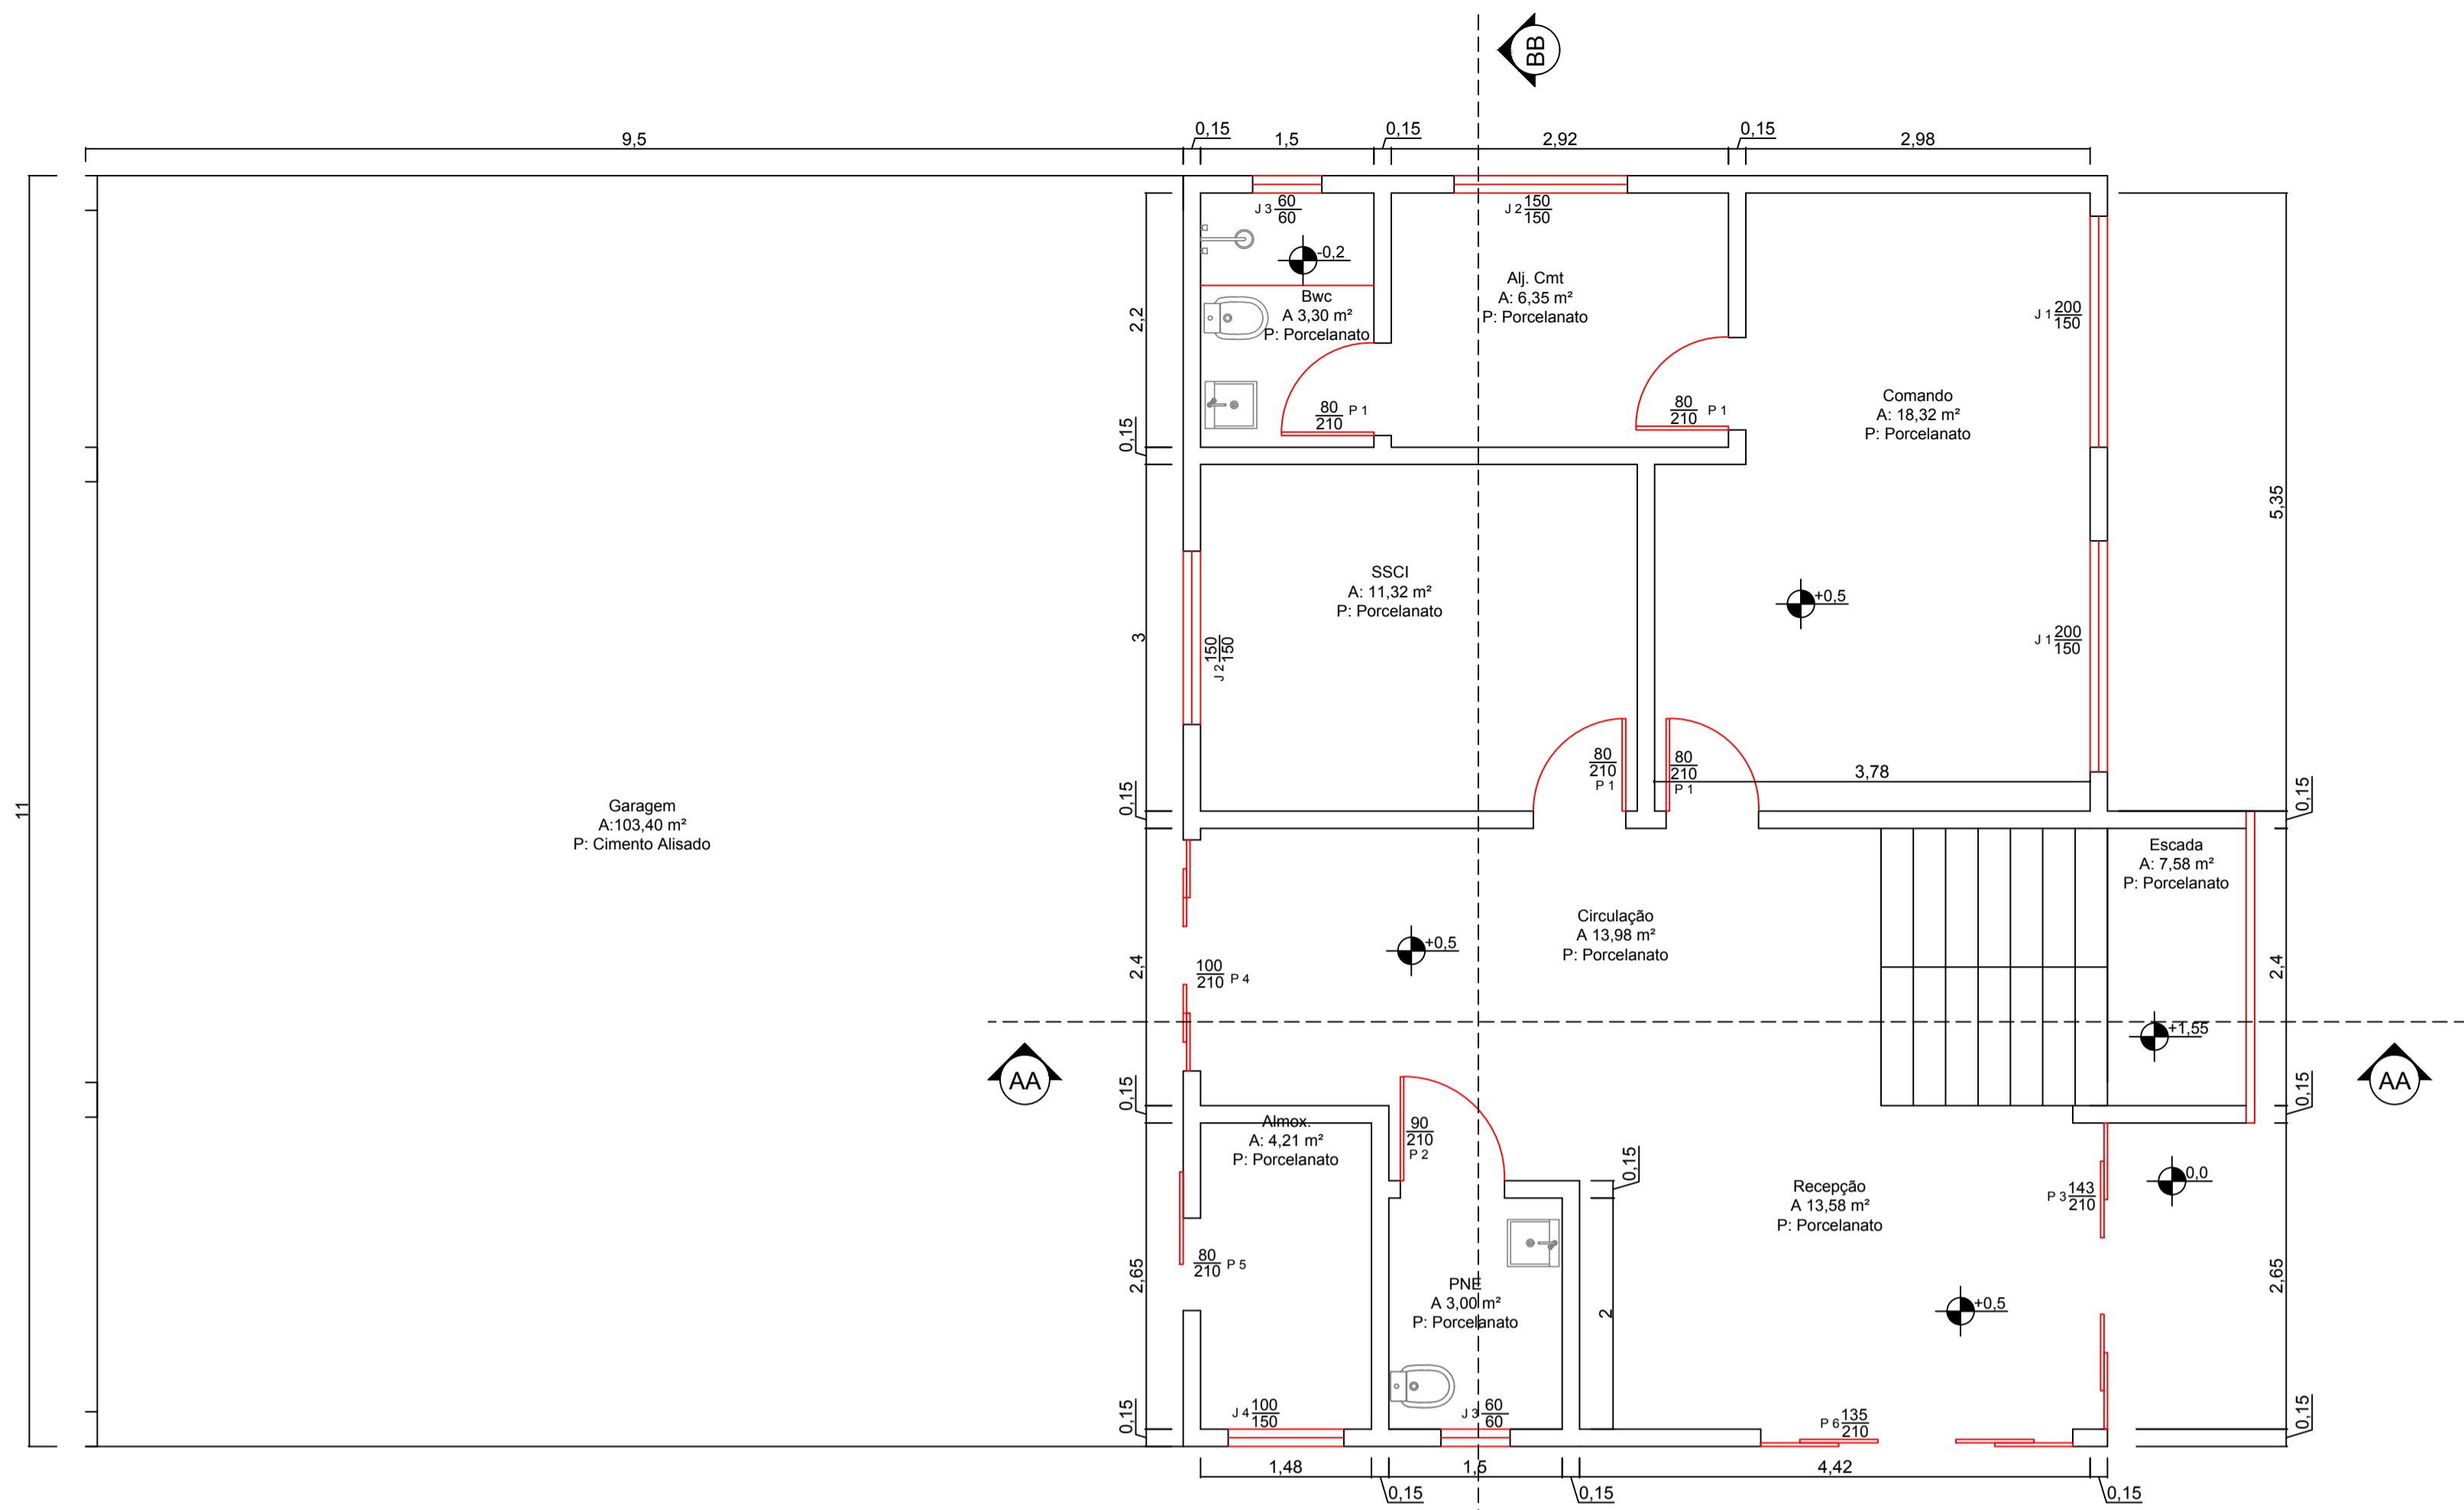 BB
9,5
0,15
1,5
0,15
2,92
0,15
2,98
J 3 60
60
J 2 150
150
-0,2
Bwc
A 3,30 m²
P: Porcelanato
Alj. Cmt
A: 6,35 m²
P: Porcelanato
J 1 200
150
2,2
80
210
P 1
80
210
P 1
Comando
A: 18,32 m²
P: Porcelanato
0,15
5,35
SSCI
A: 11,32 m²
P: Porcelanato
+0,5
3
J 2 150
150
J 1 200
150
80
210
P 1
80
210
P 1
3,78
0,15
0,15
11
Garagem
A:103,40 m²
P: Cimento Alisado
Escada
A: 7,58 m²
P: Porcelanato
Circulação
A 13,98 m²
P: Porcelanato
+0,5
2,4
100
210
P 4
2,4
+1,55
AA
AA
0,15
0,15
Almox.
A: 4,21 m²
P: Porcelanato
90
210
P 2
0,15
Recepção
A 13,58 m²
P: Porcelanato
P 3 143
210
0,0
80
210
P 5
2,65
PNE
A 3,00 m²
P: Porcelanato
2
+0,5
2,65
0,15
J 4 100
150
J 3 60
60
P 6 135
210
0,15
1,48
1,5
4,42
0,15
0,15
0,15